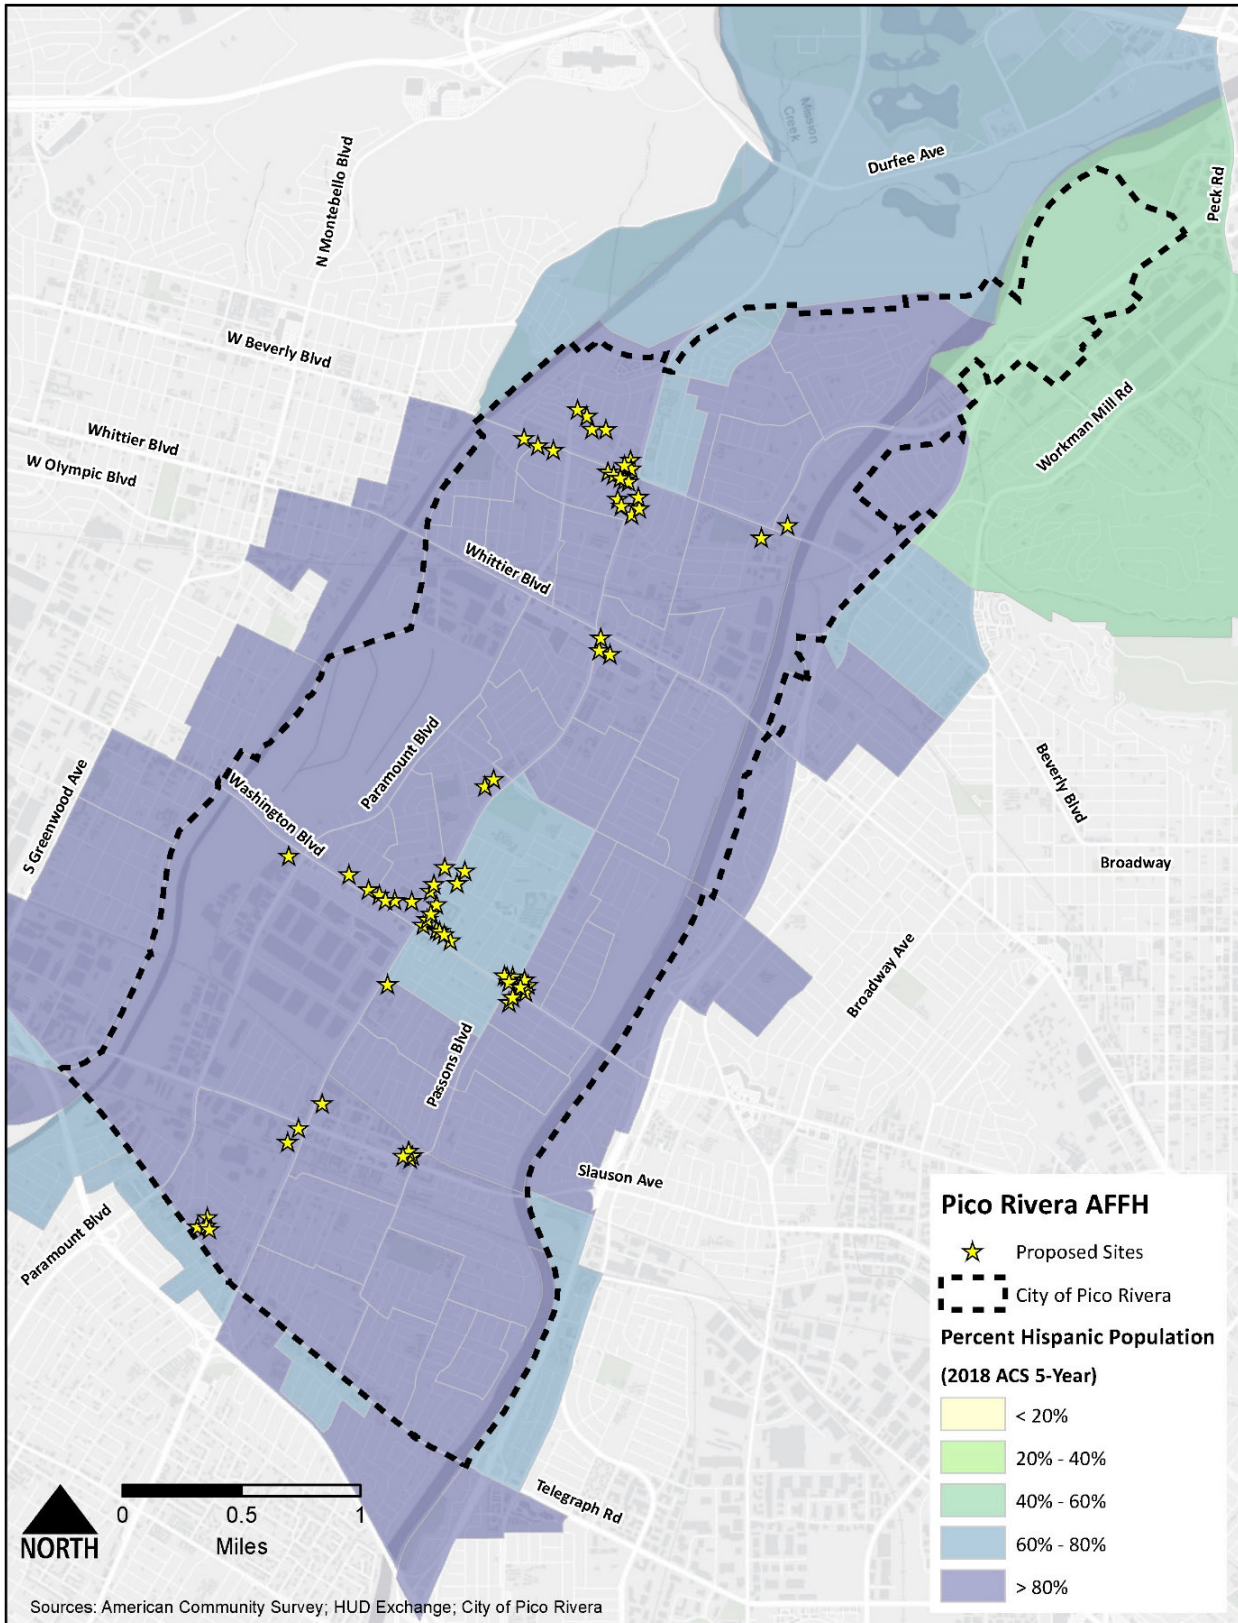 Mission
Creek
Durfee Ave
Peck Rd
N Montebello Blvd
W Beverly Blvd
Whittier Blvd
W Olympic Blvd
Workman Mill Rd
Whittier Blvd
Paramount Blvd
Washington Blvd
S Greenwood Ave
Beverly Blvd
Broadway
Broadway Ave
Passons Blvd
Slauson Ave
Paramount Blvd
Telegraph Rd
Pico Rivera AFFH
Proposed Sites
City of Pico Rivera
Percent Hispanic Population
(2018 ACS 5-Year)
< 20%
20% - 40%
40% - 60%
60% - 80%
> 80%
0 0.5 1
Miles
NORTH
Sources: American Community Survey; HUD Exchange; City of Pico Rivera